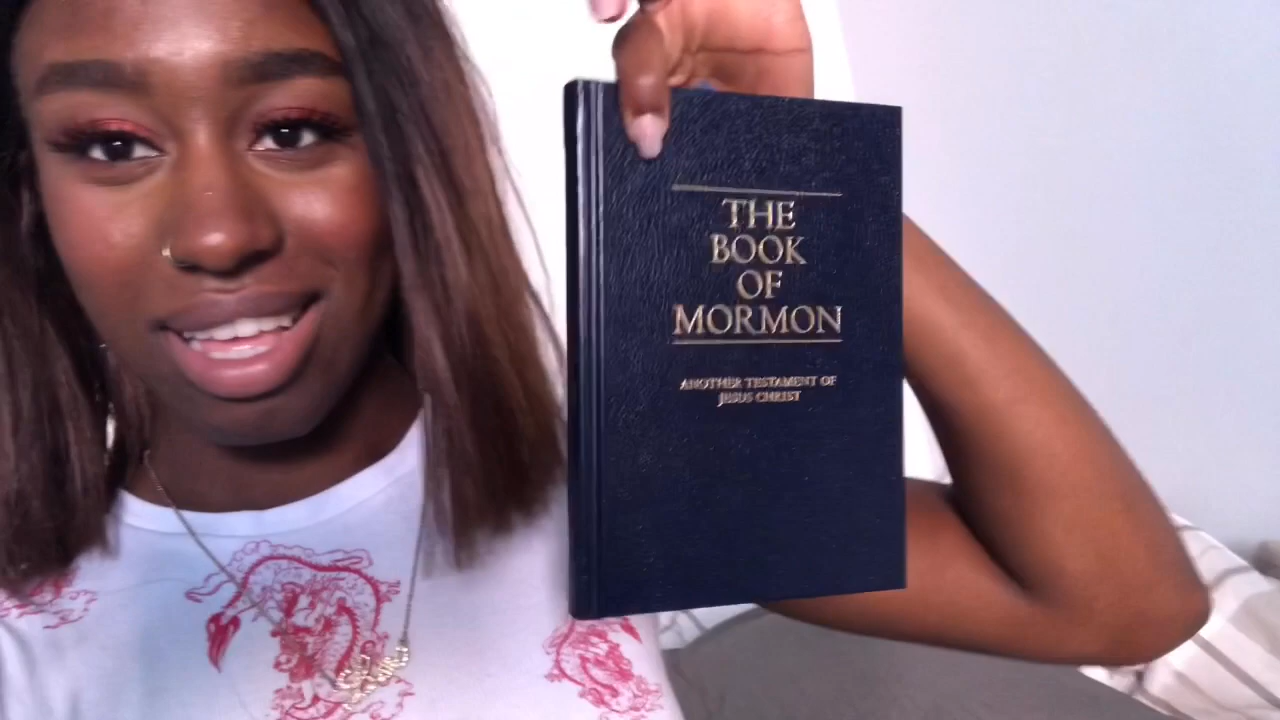 THE
BOOK
OF
MORMON
ANOTHER TESTAMENT OF
JESUS CHRIST